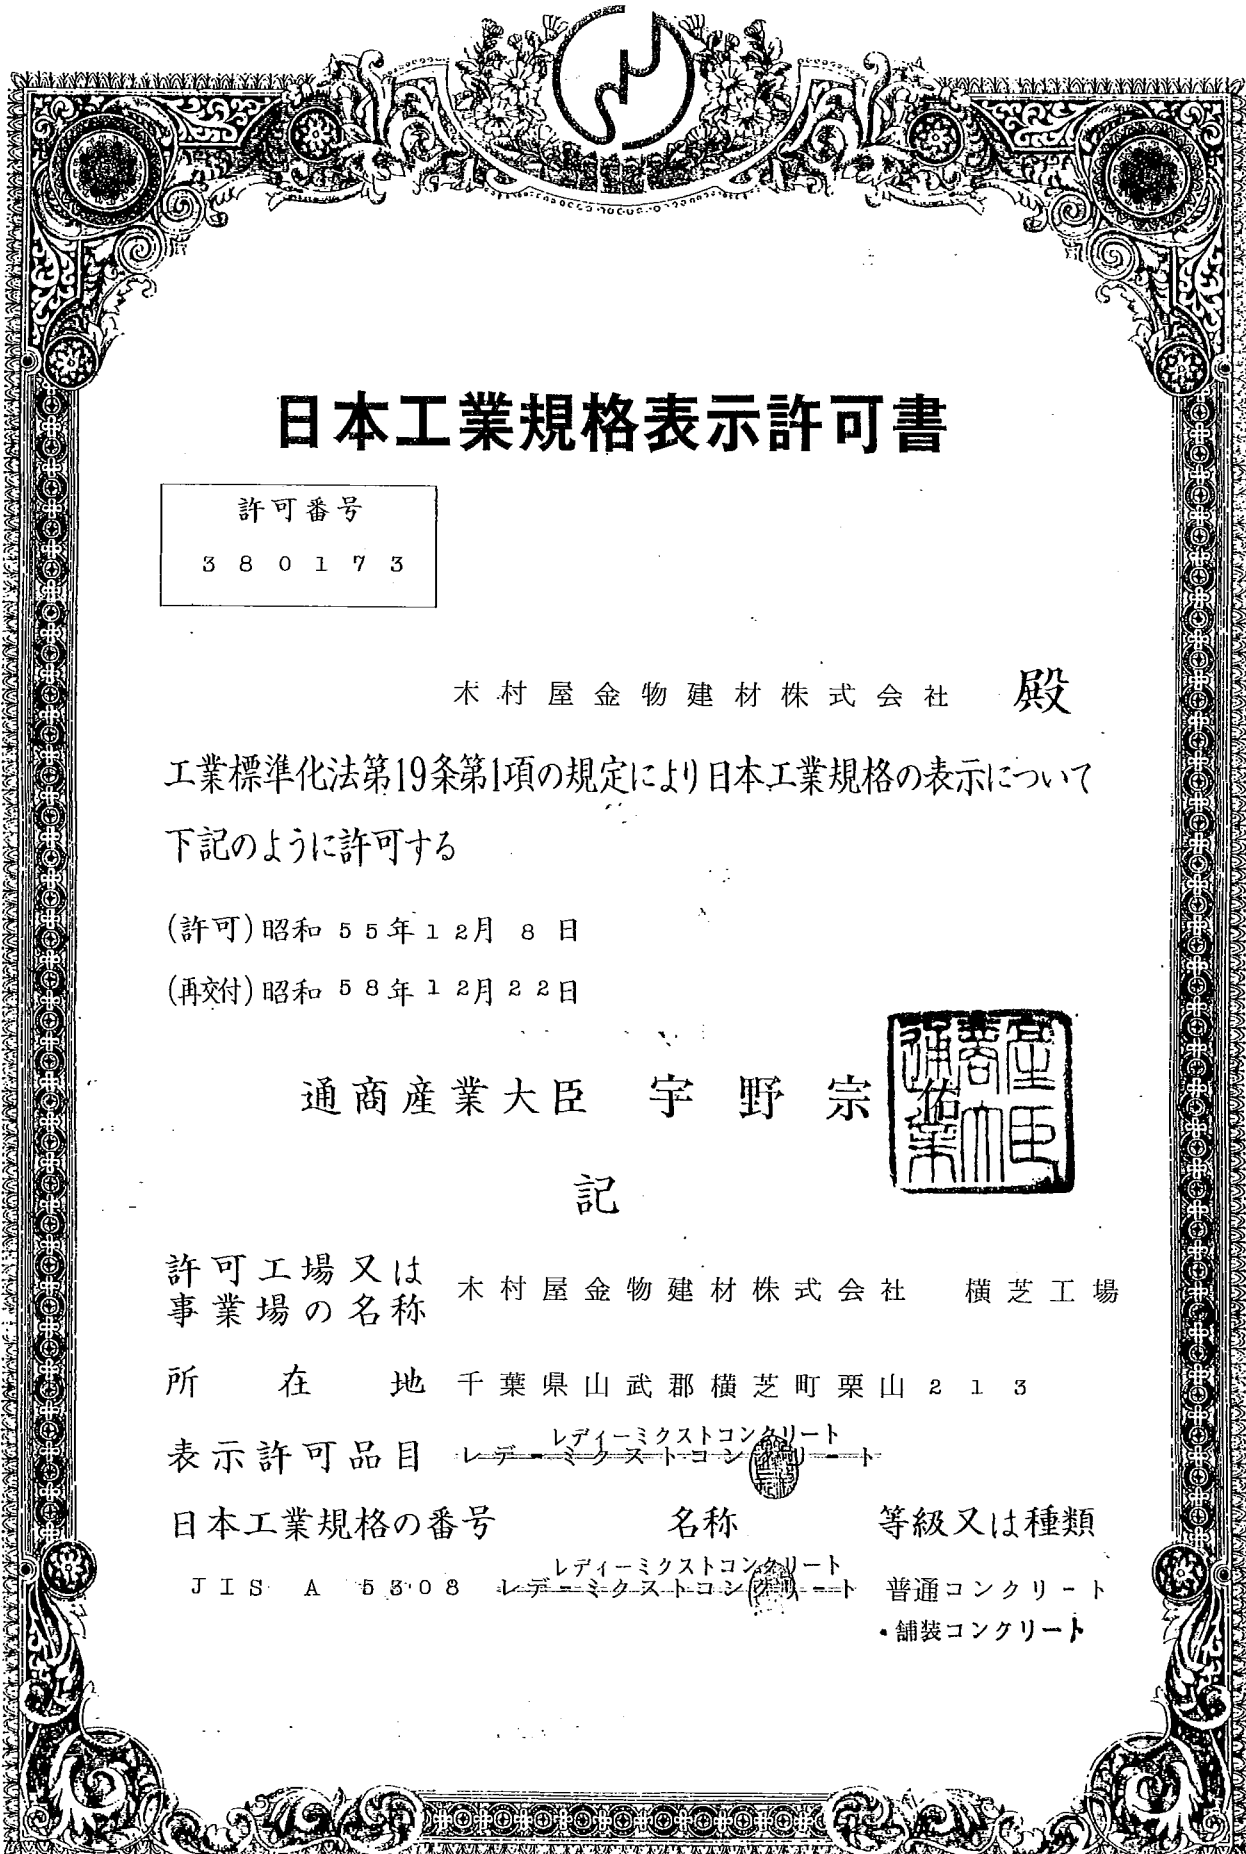 日本工業規格表示許可書
許可番号
380173
木村屋金物建材株式会社 殿
工業標準化法第19条第1項の規定により日本工業規格の表示について
下記のように許可する
(許可)昭和55年12月8日
(再交付)昭和58年12月22日
通商産業大臣 宇野宗佑
通商産業大臣
記
許可工場又は
事業場の名称 木村屋金物建材株式会社 横芝工場
所在地 千葉県山武郡横芝町栗山213
レディーミクストコンクリート
表示許可品目 レデーミクストコンクリート
日本工業規格の番号 名称 等級又は種類
レディーミクストコンクリート
JIS A 5308 レデーミクストコンクリート 普通コンクリート
・舗装コンクリート